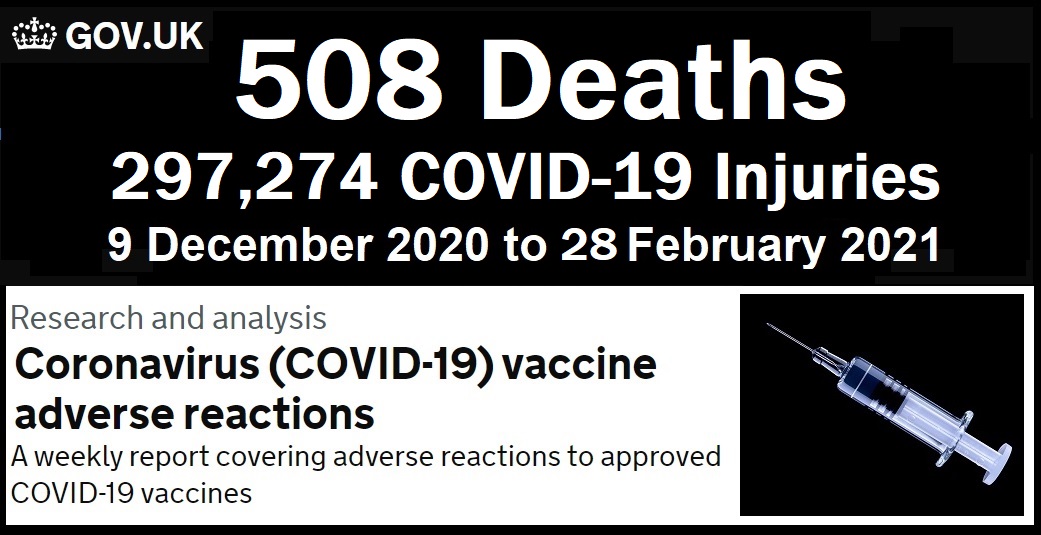 GOV.UK
508 Deaths
297,274 COVID-19 Injuries
9 December 2020 to 28 February 2021
Research and analysis
Coronavirus (COVID-19) vaccine
adverse reactions
A weekly report covering adverse reactions to approved
COVID-19 vaccines